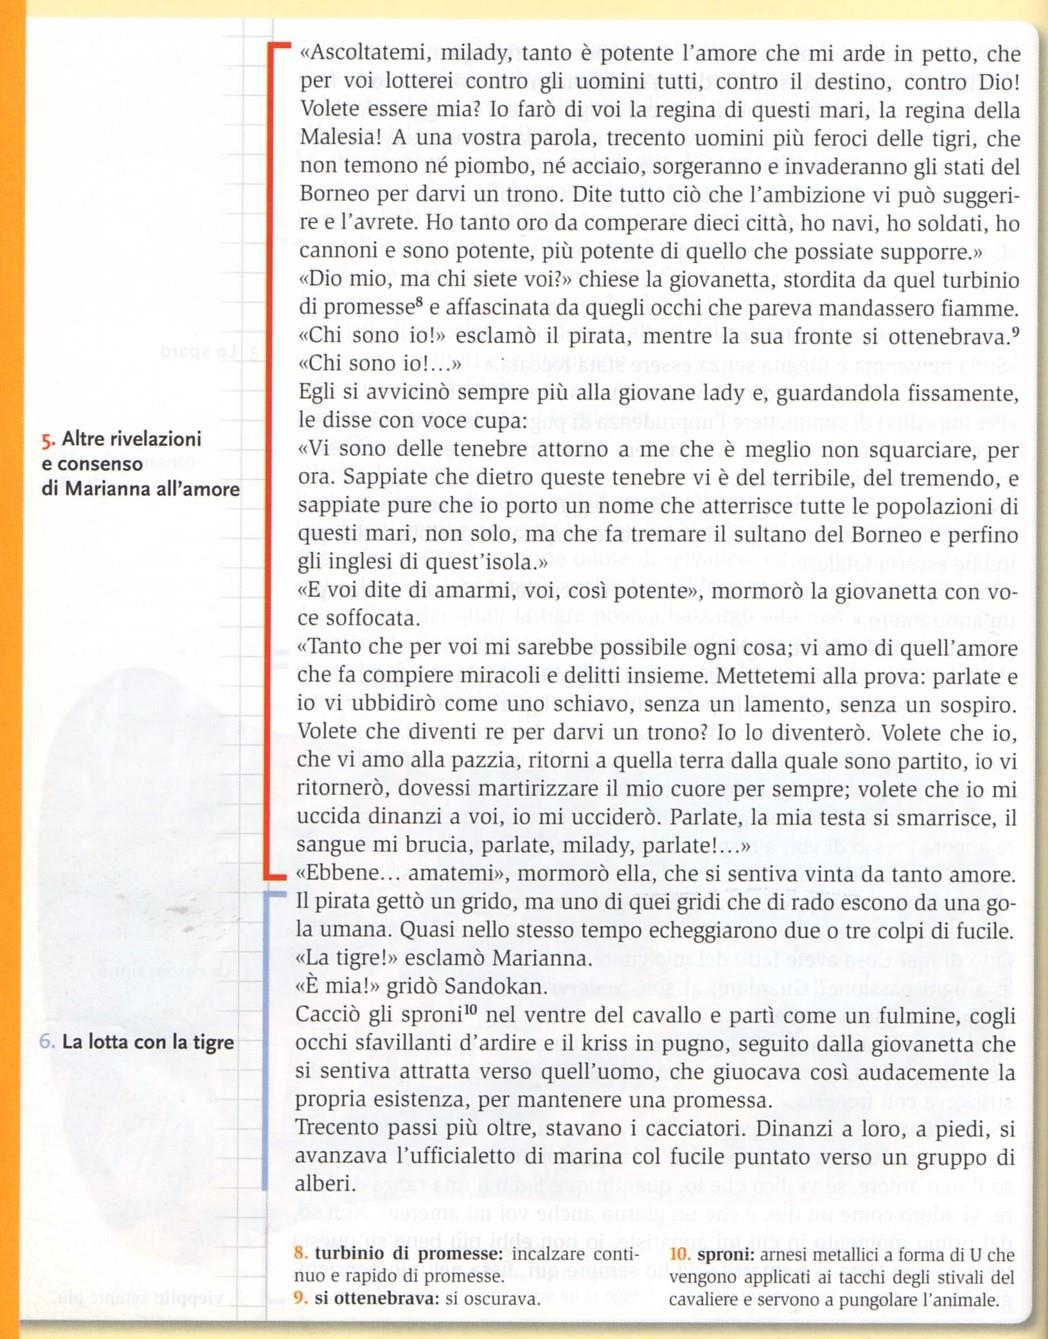 «Ascoltatemi, milady, tanto è potente l'amore che mi arde in petto, che
per voi lotterei contro gli uomini tutti, contro il destino, contro Dio!
Volete essere mia? Io farò di voi la regina di questi mari, la regina della
Malesia! A una vostra parola, trecento uomini più feroci delle tigri, che
non temono né piombo, né acciaio, sorgeranno e invaderanno gli stati del
Borneo per darvi un trono. Dite tutto ciò che l'ambizione vi può suggeri-
re e l'avrete. Ho tanto oro da comperare dieci città, ho navi, ho soldati, ho
cannoni e sono potente, più potente di quello che possiate supporre.»
«Dio mio, ma chi siete voi?» chiese la giovanetta, stordita da quel turbinio
di promesse⁸ e affascinata da quegli occhi che pareva mandassero fiamme.
«Chi sono io!» esclamò il pirata, mentre la sua fronte si ottenebrava.⁹
«Chi sono io!...»
Egli si avvicinò sempre più alla giovane lady e, guardandola fissamente,
le disse con voce cupa:
5. Altre rivelazioni
e consenso
di Marianna all'amore
«Vi sono delle tenebre attorno a me che è meglio non squarciare, per
ora. Sappiate che dietro queste tenebre vi è del terribile, del tremendo, e
sappiate pure che io porto un nome che atterrisce tutte le popolazioni di
questi mari, non solo, ma che fa tremare il sultano del Borneo e perfino
gli inglesi di quest'isola.»
«E voi dite di amarmi, voi, così potente», mormorò la giovanetta con vo-
ce soffocata.
«Tanto che per voi mi sarebbe possibile ogni cosa; vi amo di quell'amore
che fa compiere miracoli e delitti insieme. Mettetemi alla prova: parlate e
io vi ubbidirò come uno schiavo, senza un lamento, senza un sospiro.
Volete che diventi re per darvi un trono? Io lo diventerò. Volete che io,
che vi amo alla pazzia, ritorni a quella terra dalla quale sono partito, io vi
ritornerò, dovessi martirizzare il mio cuore per sempre; volete che io mi
uccida dinanzi a voi, io mi ucciderò. Parlate, la mia testa si smarrisce, il
sangue mi brucia, parlate, milady, parlate!...»
«Ebbene... amatemi», mormorò ella, che si sentiva vinta da tanto amore.
Il pirata gettò un grido, ma uno di quei gridi che di rado escono da una go-
la umana. Quasi nello stesso tempo echeggiarono due o tre colpi di fucile.
«La tigre!» esclamò Marianna.
«È mia!» gridò Sandokan.
Cacciò gli sproni¹⁰ nel ventre del cavallo e partì come un fulmine, cogli
6. La lotta con la tigre
occhi sfavillanti d'ardire e il kriss in pugno, seguito dalla giovanetta che
si sentiva attratta verso quell'uomo, che giuocava così audacemente la
propria esistenza, per mantenere una promessa.
Trecento passi più oltre, stavano i cacciatori. Dinanzi a loro, a piedi, si
avanzava l'ufficialetto di marina col fucile puntato verso un gruppo di
alberi.
8. turbinio di promesse: incalzare conti-
nuo e rapido di promesse.
9. si ottenebrava: si oscurava.
10. sproni: arnesi metallici a forma di U che
vengono applicati ai tacchi degli stivali del
cavaliere e servono a pungolare l'animale.